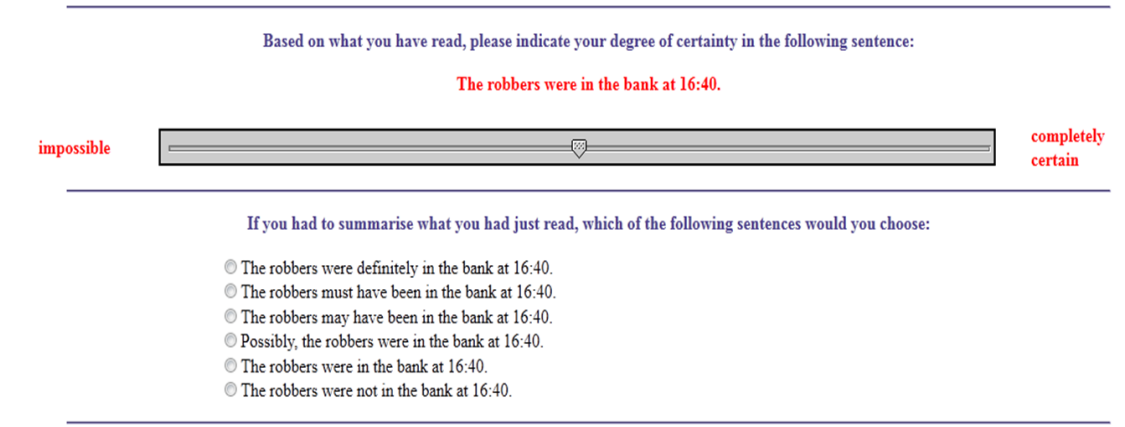 Based on what you have read, please indicate your degree of certainty in the following sentence:
The robbers were in the bank at 16:40.
impossible
completely
certain
If you had to summarise what you had just read, which of the following sentences would you choose:
The robbers were definitely in the bank at 16:40.
The robbers must have been in the bank at 16:40.
The robbers may have been in the bank at 16:40.
Possibly, the robbers were in the bank at 16:40.
The robbers were in the bank at 16:40.
The robbers were not in the bank at 16:40.